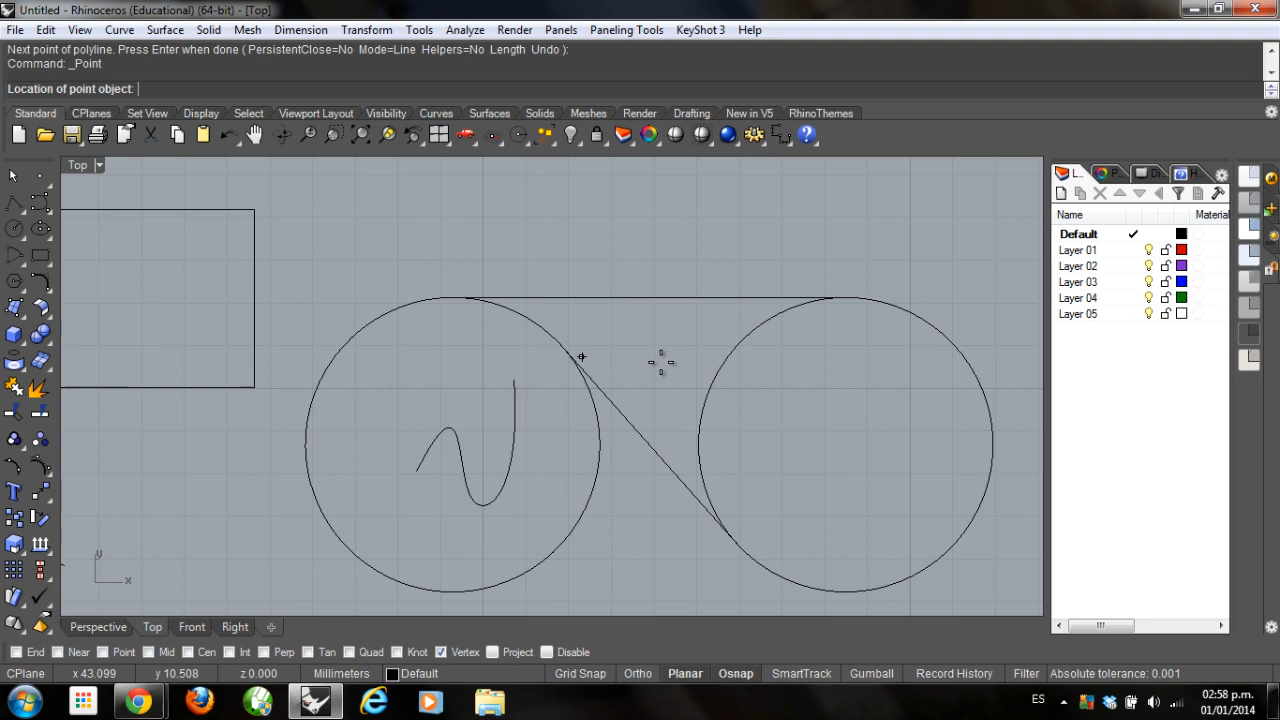 Untitled - Rhinoceros (Educational) (64-bit) - [Top]
File Edit View Curve Surface Solid Mesh Dimension Transform Tools Analyze Render Panels Paneling Tools KeyShot 3 Help
Next point of polyline. Press Enter when done ( PersistentClose=No Mode=Line Helpers=No Length Undo ):
Command: _Point
Location of point object:
Standard CPlanes Set View Display Select Viewport Layout Visibility Curves Surfaces Solids Meshes Render Drafting New in V5 RhinoThemes
Top
L... P... Di... H...
Name Material
Default
Layer 01
Layer 02
Layer 03
Layer 04
Layer 05
y
x
Perspective Top Front Right
End Near Point Mid Cen Int Perp Tan Quad Knot Vertex Project Disable
CPlane x 43.099 y 10.508 z 0.000 Millimeters Default Grid Snap Ortho Planar Osnap SmartTrack Gumball Record History Filter Absolute tolerance: 0.001
ES 02:58 p.m.
01/01/2014